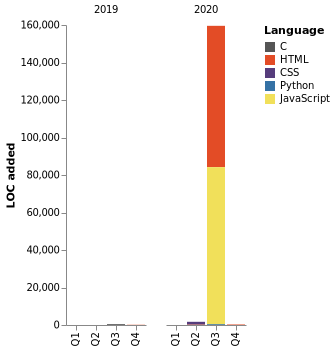 2019 2020
Language
C
HTML
CSS
Python
JavaScript
LOC added
160,000
140,000
120,000
100,000
80,000
60,000
40,000
20,000
0
Q1 Q2 Q3 Q4 Q1 Q2 Q3 Q4